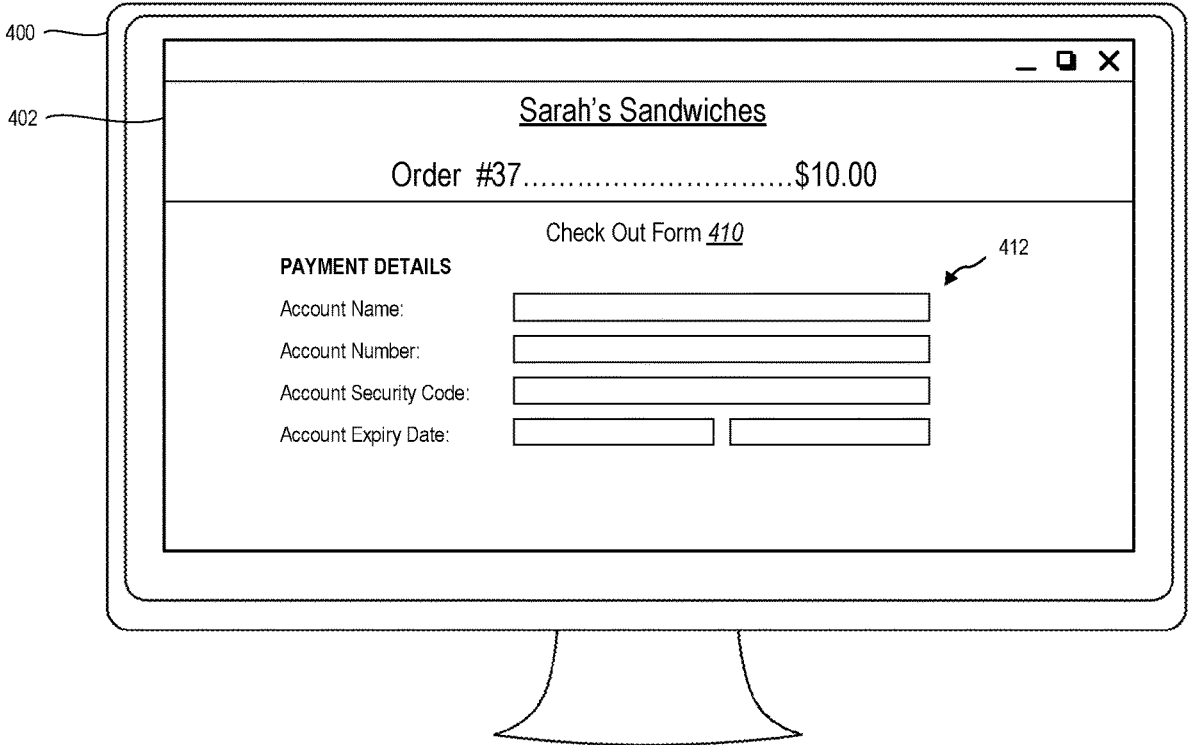 400
402
Sarah's Sandwiches
Order #37..............................$10.00
Check Out Form 410
412
PAYMENT DETAILS
Account Name:
Account Number:
Account Security Code:
Account Expiry Date: